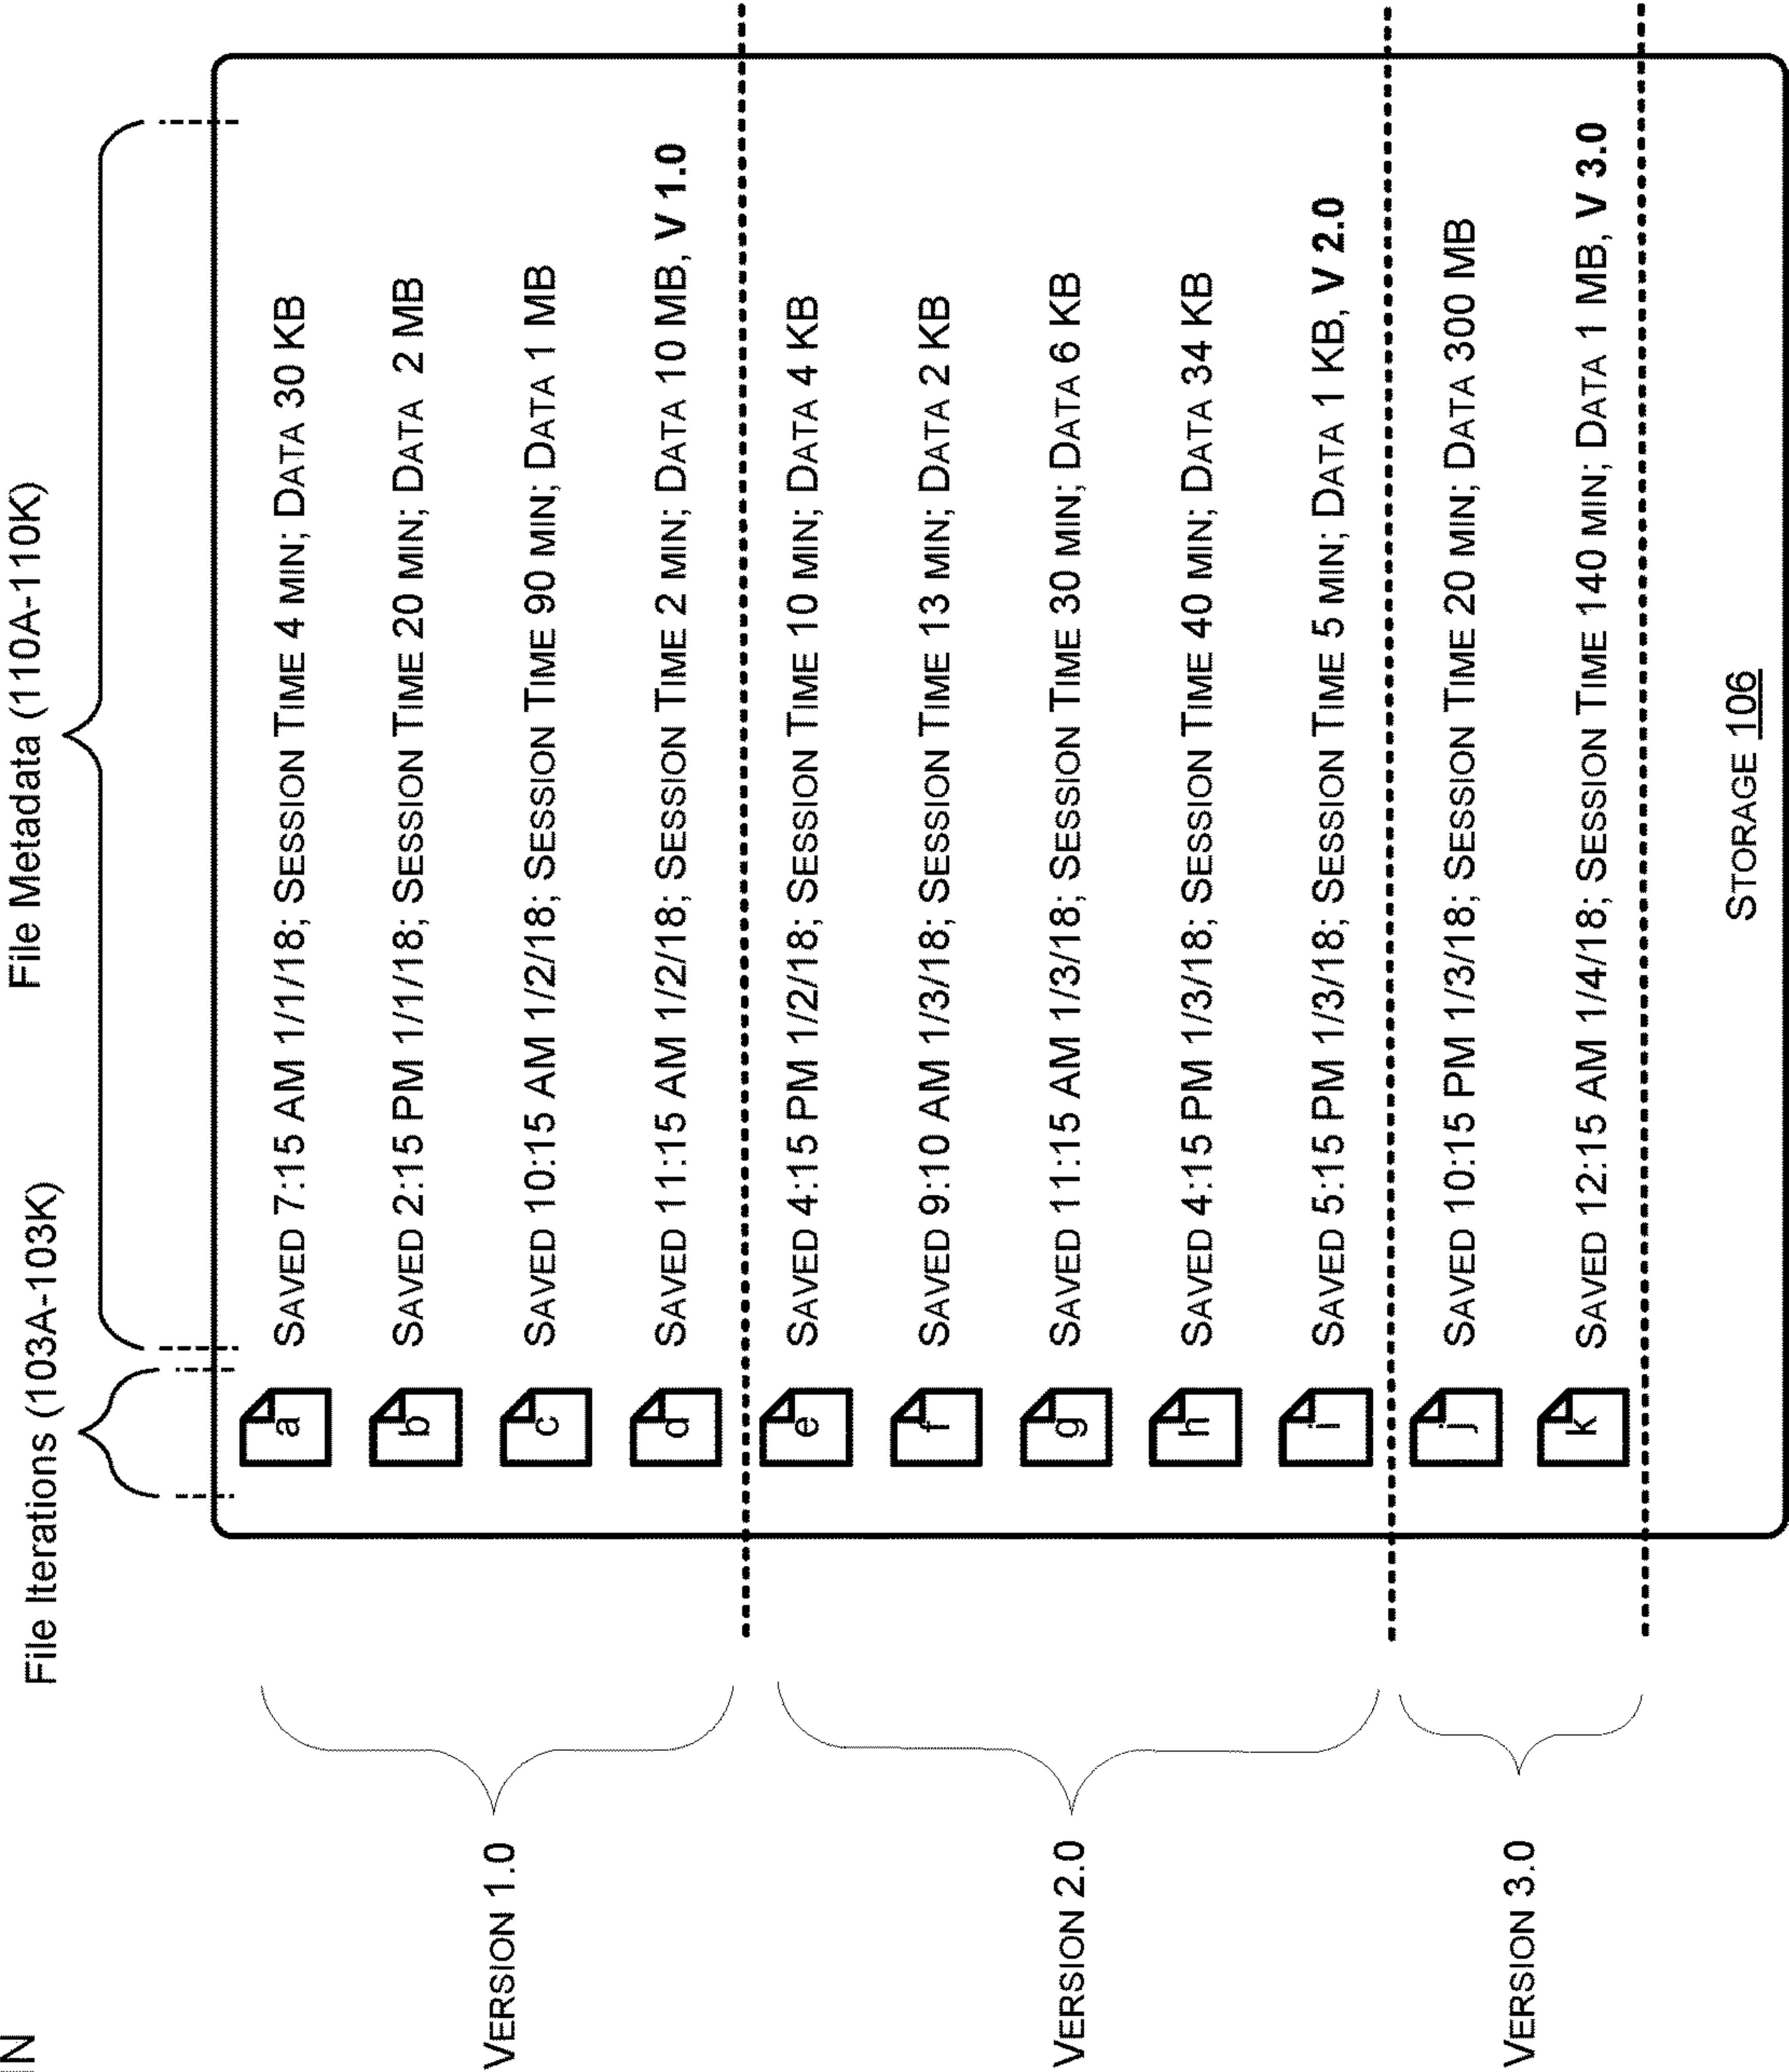 IN
File Iterations (103A-103K)
File Metadata (110A-110K)
VERSION 1.0
a SAVED 7:15 AM 1/1/18; SESSION TIME 4 MIN; DATA 30 KB
b SAVED 2:15 PM 1/1/18; SESSION TIME 20 MIN; DATA 2 MB
c SAVED 10:15 AM 1/2/18; SESSION TIME 90 MIN; DATA 1 MB
d SAVED 11:15 AM 1/2/18; SESSION TIME 2 MIN; DATA 10 MB, V 1.0
VERSION 2.0
e SAVED 4:15 PM 1/2/18; SESSION TIME 10 MIN; DATA 4 KB
f SAVED 9:10 AM 1/3/18; SESSION TIME 13 MIN; DATA 2 KB
g SAVED 11:15 AM 1/3/18; SESSION TIME 30 MIN; DATA 6 KB
h SAVED 4:15 PM 1/3/18; SESSION TIME 40 MIN; DATA 34 KB
i SAVED 5:15 PM 1/3/18; SESSION TIME 5 MIN; DATA 1 KB, V 2.0
VERSION 3.0
j SAVED 10:15 PM 1/3/18; SESSION TIME 20 MIN; DATA 300 MB
k SAVED 12:15 AM 1/4/18; SESSION TIME 140 MIN; DATA 1 MB, V 3.0
STORAGE 106